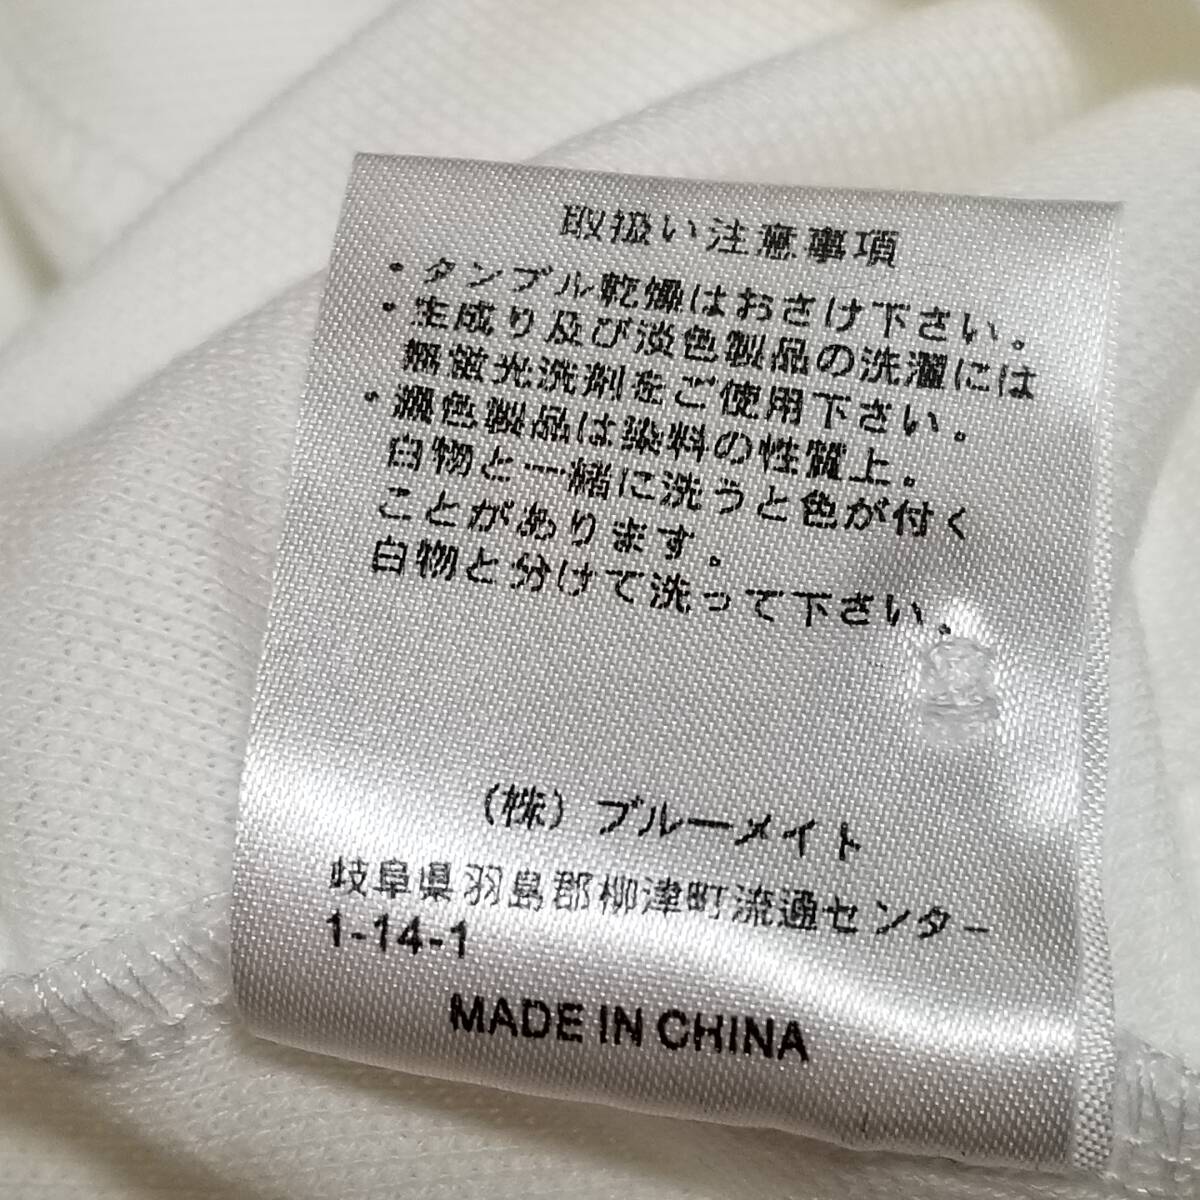 取扱い注意事項
・タンブル乾燥はおさけ下さい。
・生成り及び淡色製品の洗濯には
無蛍光洗剤をご使用下さい。
・濃色製品は染料の性質上。
白物と一緒に洗うと色が付く
ことがあります。
白物と分けて洗って下さい。
(株) ブルーメイト
岐阜県羽島郡柳津町流通センター
1-14-1
MADE IN CHINA